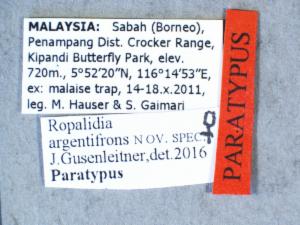 MALAYSIA: Sabah (Borneo),
Penampang Dist. Crocker Range,
Kipandi Butterfly Park, elev.
720m., 5°52'20"N, 116°14'53"E,
ex: malaise trap, 14-18.x.2011,
leg. M. Hauser & S. Gaimari
Ropalidia
argentifrons NOV. SPEC. ♀
J.Gusenleitner,det.2016
Paratypus
PARATYPUS